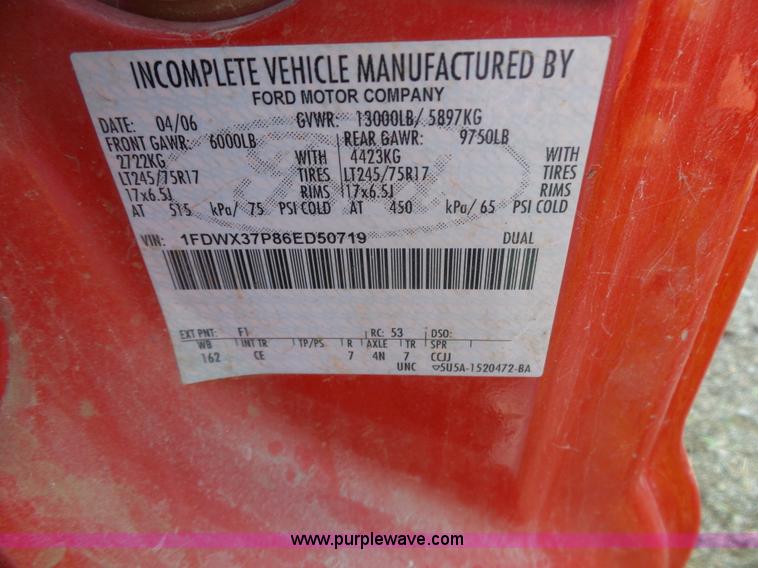 INCOMPLETE VEHICLE MANUFACTURED BY
FORD MOTOR COMPANY
DATE: 04/06 GVWR: 13000LB/ 5897KG
FRONT GAWR: 6000LB REAR GAWR: 9750LB
2722KG WITH 4423KG WITH
LT245/75R17 TIRES LT245/75R17 TIRES
17x6.5J RIMS 17x6.5J RIMS
AT 515 kPa/ 75 PSI COLD AT 450 kPa/ 65 PSI COLD
VIN: 1FDWX37P86ED50719 DUAL
EXT PNT: F1 RC: 53 DSO:
WB INT TR TP/PS R AXLE TR SPR
162 CE 7 4N 7 CCJJ
UNC 5U5A-1520472-BA
www.purplewave.com